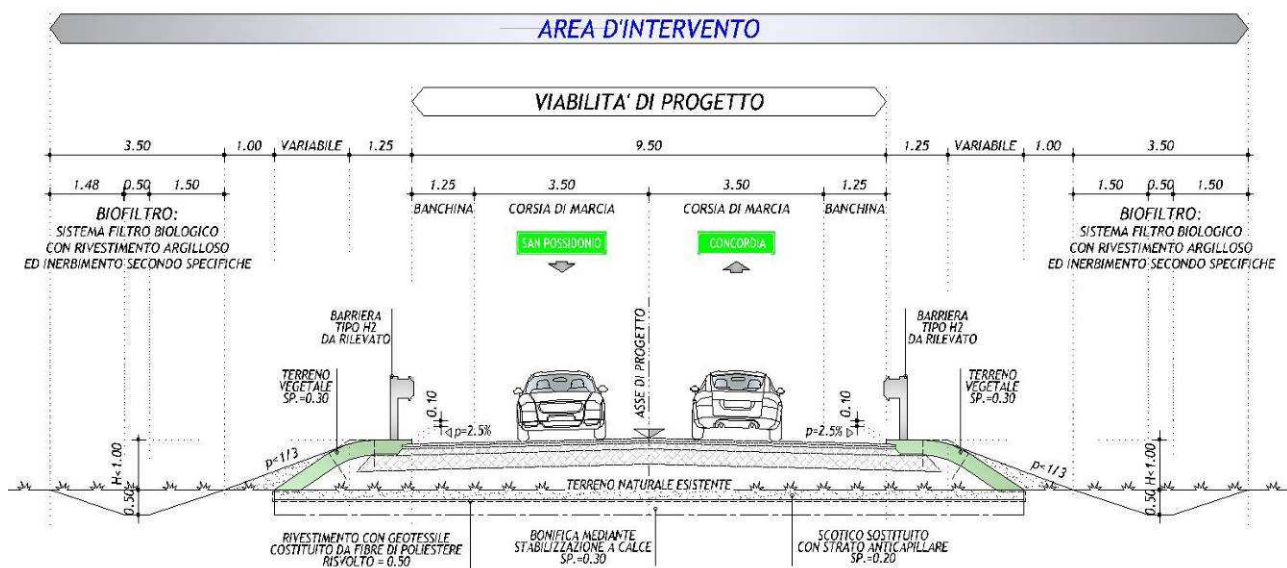 AREA D'INTERVENTO
VIABILITA' DI PROGETTO
3.50 1.00 VARIABILE 1.25 9.50 1.25 VARIABILE 1.00 3.50
1.48 0.50 1.50 1.25 3.50 3.50 1.25 1.50 0.50 1.50
BANCHINA CORSIA DI MARCIA CORSIA DI MARCIA BANCHINA
BIOFILTRO:
SISTEMA FILTRO BIOLOGICO
CON RIVESTIMENTO ARGILLOSO
ED INERBIMENTO SECONDO SPECIFICHE
SAN POSSIDONIO
CONCORDIA
BIOFILTRO:
SISTEMA FILTRO BIOLOGICO
CON RIVESTIMENTO ARGILLOSO
ED INERBIMENTO SECONDO SPECIFICHE
BARRIERA
TIPO H2
DA RILEVATO
ASSE DI PROGETTO
BARRIERA
TIPO H2
DA RILEVATO
TERRENO
VEGETALE
SP.=0.30
TERRENO
VEGETALE
SP.=0.30
0.10
p=2.5%
0.10
p=2.5%
H<1.00
0.50
p<1/3
p<1/3
H<1.00
0.50
TERRENO NATURALE ESISTENTE
RIVESTIMENTO CON GEOTESSILE
COSTITUITO DA FIBRE DI POLIESTERE
RISVOLTO = 0.50
BONIFICA MEDIANTE
STABILIZZAZIONE A CALCE
SP.=0.30
SCOTICO SOSTITUITO
CON STRATO ANTICAPILLARE
SP.=0.20